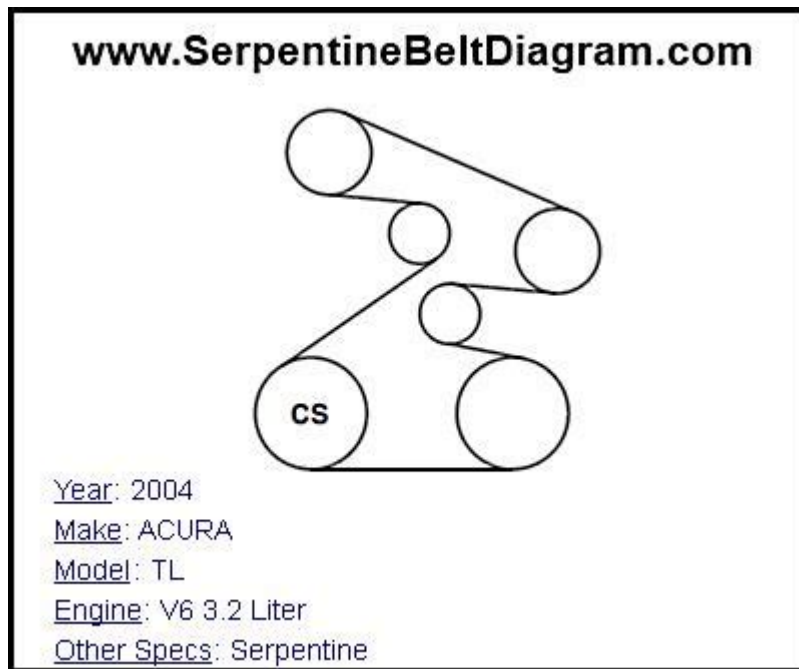 www.SerpentineBeltDiagram.com
CS
Year: 2004
Make: ACURA
Model: TL
Engine: V6 3.2 Liter
Other Specs: Serpentine